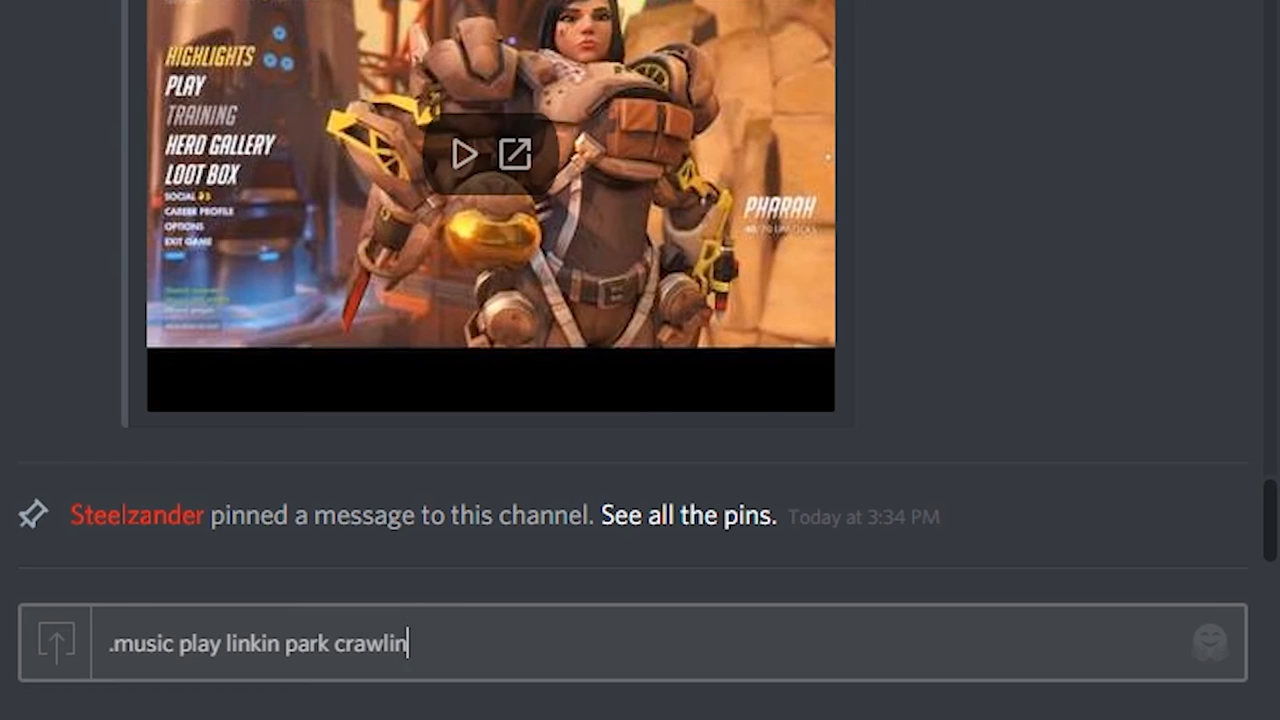 HIGHLIGHTS
PLAY
TRAINING
HERO GALLERY
LOOT BOX
SOCIAL
CAREER PROFILE
OPTIONS
EXIT GAME
PHARAH
Steelzander pinned a message to this channel. See all the pins. Today at 3:34 PM
.music play linkin park crawlin